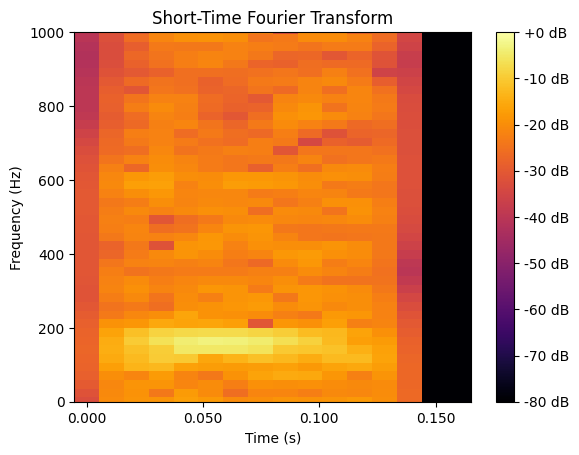 Short-Time Fourier Transform
Frequency (Hz)
1000
800
600
400
200
0
0.000
0.050
0.100
0.150
Time (s)
+0 dB
-10 dB
-20 dB
-30 dB
-40 dB
-50 dB
-60 dB
-70 dB
-80 dB